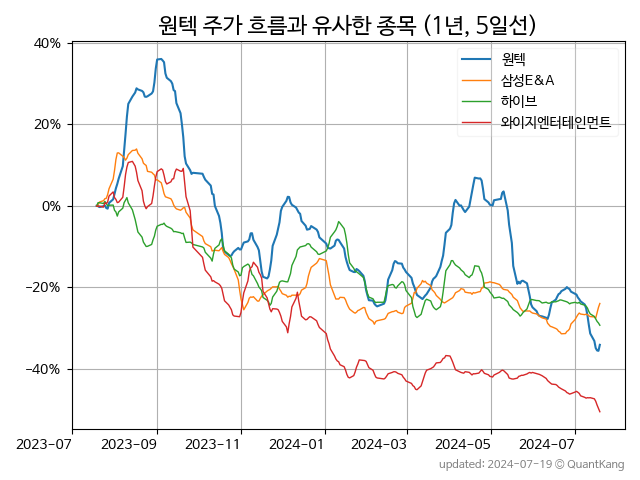 원텍 주가 흐름과 유사한 종목 (1년, 5일선)
원텍
삼성E&A
하이브
와이지엔터테인먼트
40%
20%
0%
−20%
−40%
2023-07 2023-09 2023-11 2024-01 2024-03 2024-05 2024-07
updated: 2024-07-19 © QuantKang